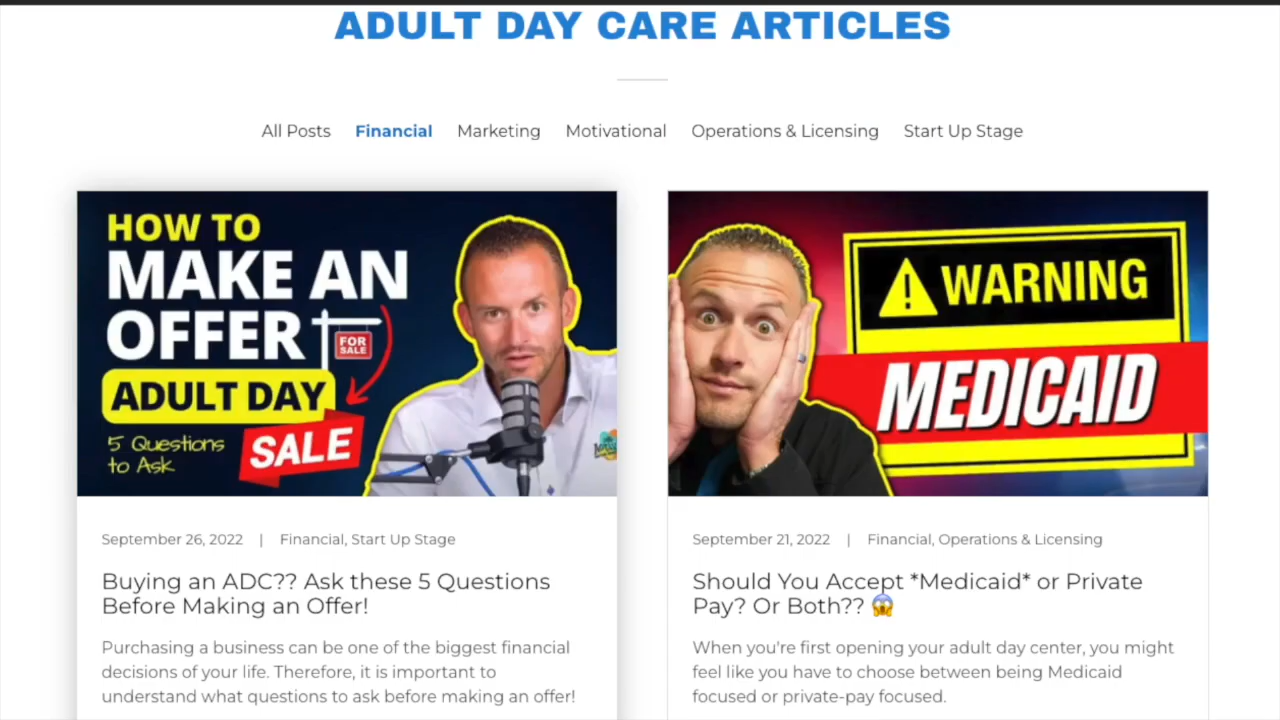 ADULT DAY CARE ARTICLES
All Posts Financial Marketing Motivational Operations & Licensing Start Up Stage
HOW TO
MAKE AN
OFFER
FOR
SALE
ADULT DAY
SALE
5 Questions
to Ask
WARNING
MEDICAID
September 26, 2022 | Financial, Start Up Stage
Buying an ADC?? Ask these 5 Questions
Before Making an Offer!
Purchasing a business can be one of the biggest financial
decisions of your life. Therefore, it is important to
understand what questions to ask before making an offer!
September 21, 2022 | Financial, Operations & Licensing
Should You Accept *Medicaid* or Private
Pay? Or Both?? 😱
When you're first opening your adult day center, you might
feel like you have to choose between being Medicaid
focused or private-pay focused.